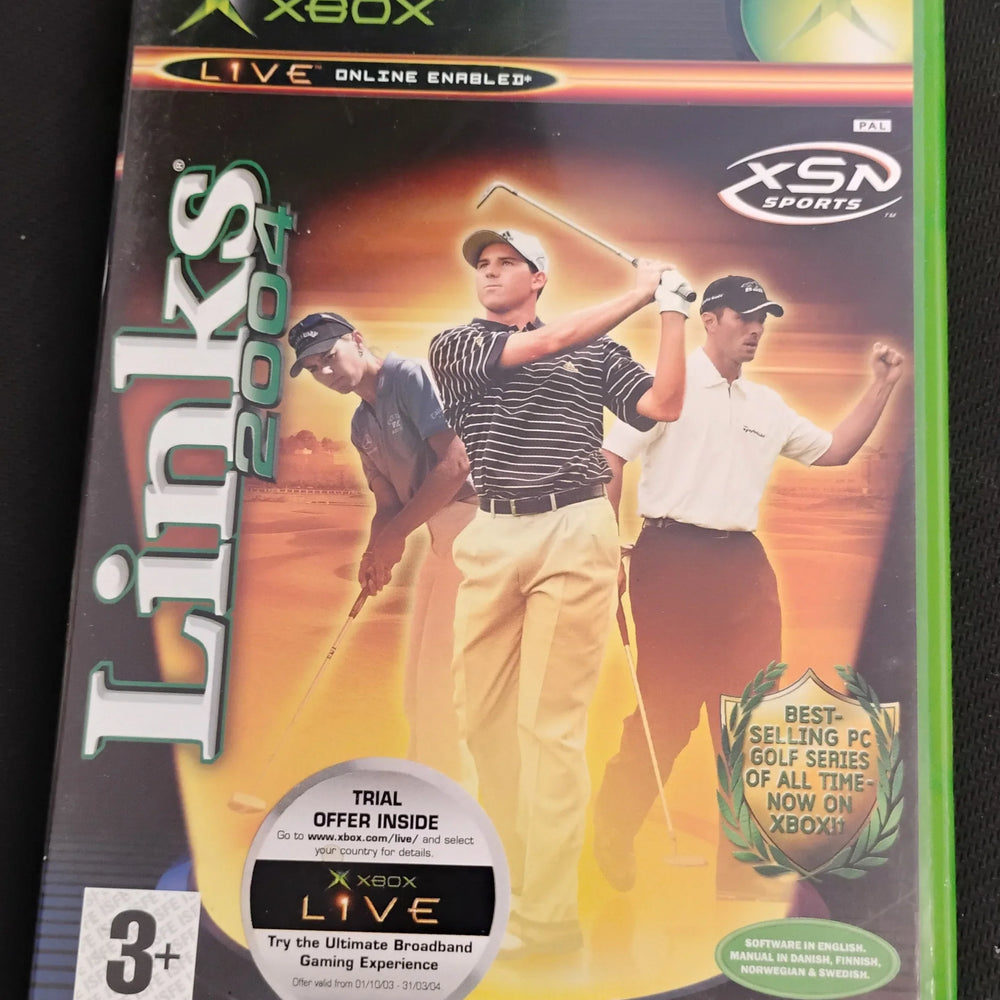 XBOX
LIVE™ ONLINE ENABLED*
PAL
XSN
SPORTS™
Links®
2004
BEST-
SELLING PC
GOLF SERIES
OF ALL TIME-
NOW ON
XBOX!†
TRIAL
OFFER INSIDE
Go to www.xbox.com/live/ and select
your country for details.
XBOX
LIVE
Try the Ultimate Broadband
Gaming Experience
Offer valid from 01/10/03 - 31/03/04.
3+
SOFTWARE IN ENGLISH.
MANUAL IN DANISH, FINNISH,
NORWEGIAN & SWEDISH.